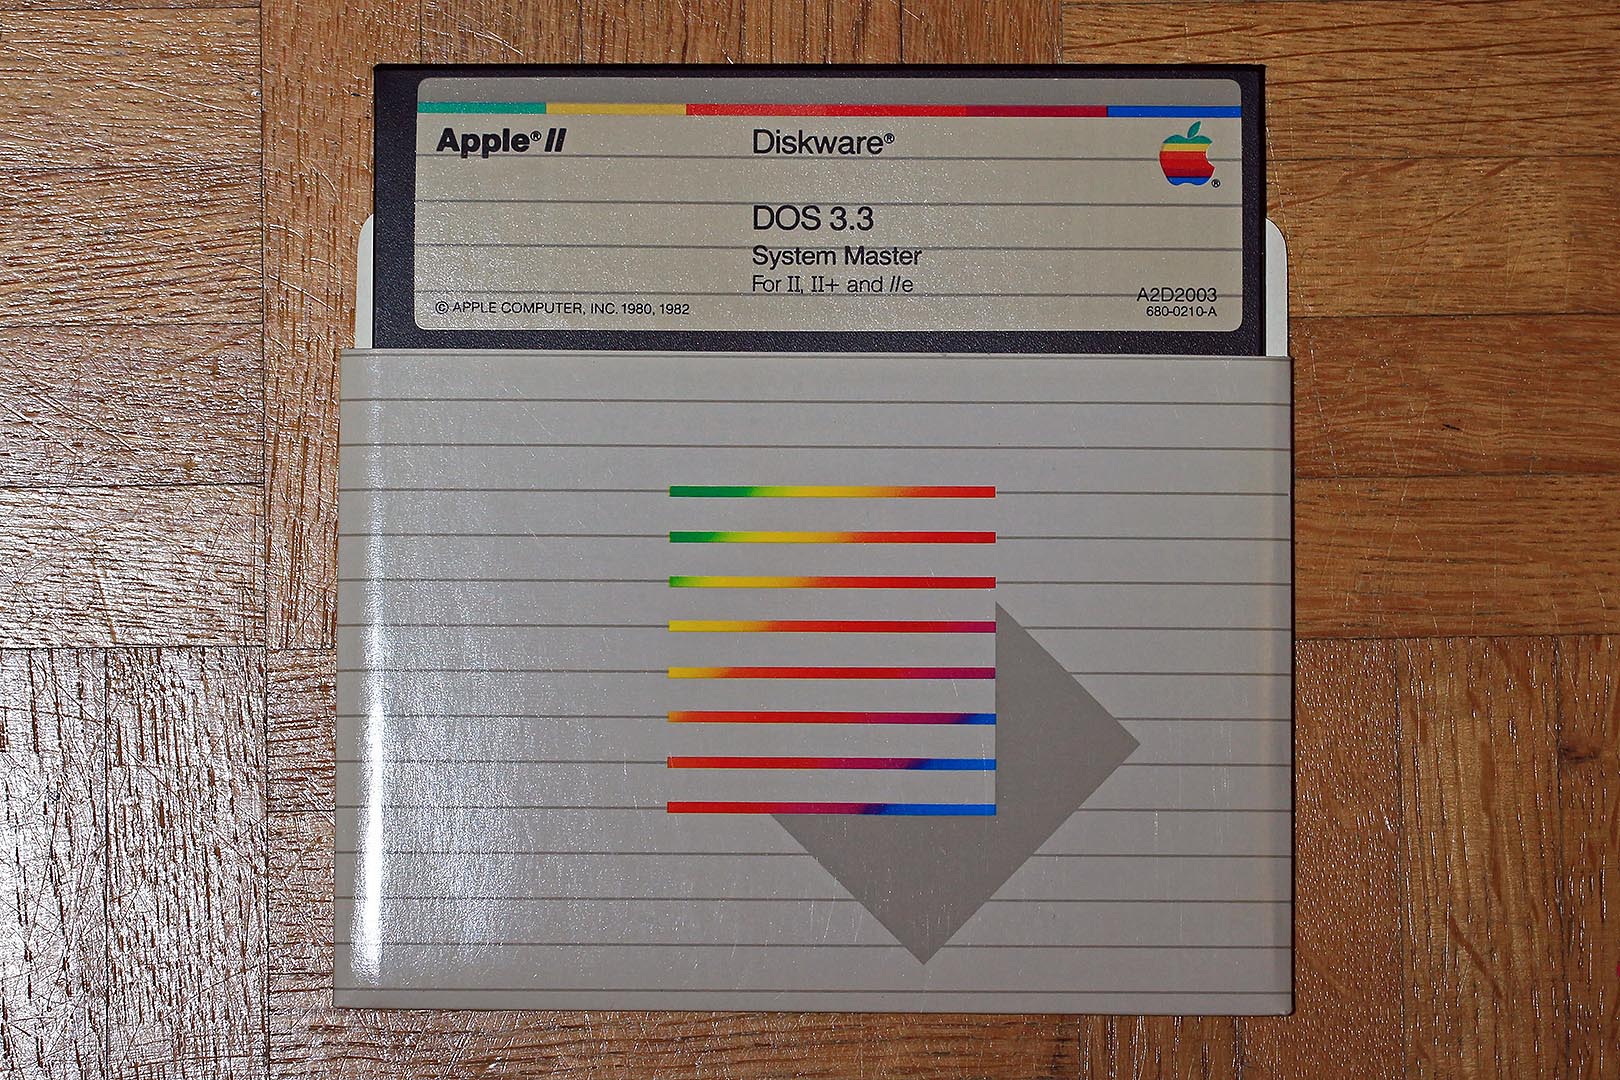 Apple® II
Diskware®
®
DOS 3.3
System Master
For II, II+ and //e
© APPLE COMPUTER, INC. 1980, 1982
A2D2003
680-0210-A